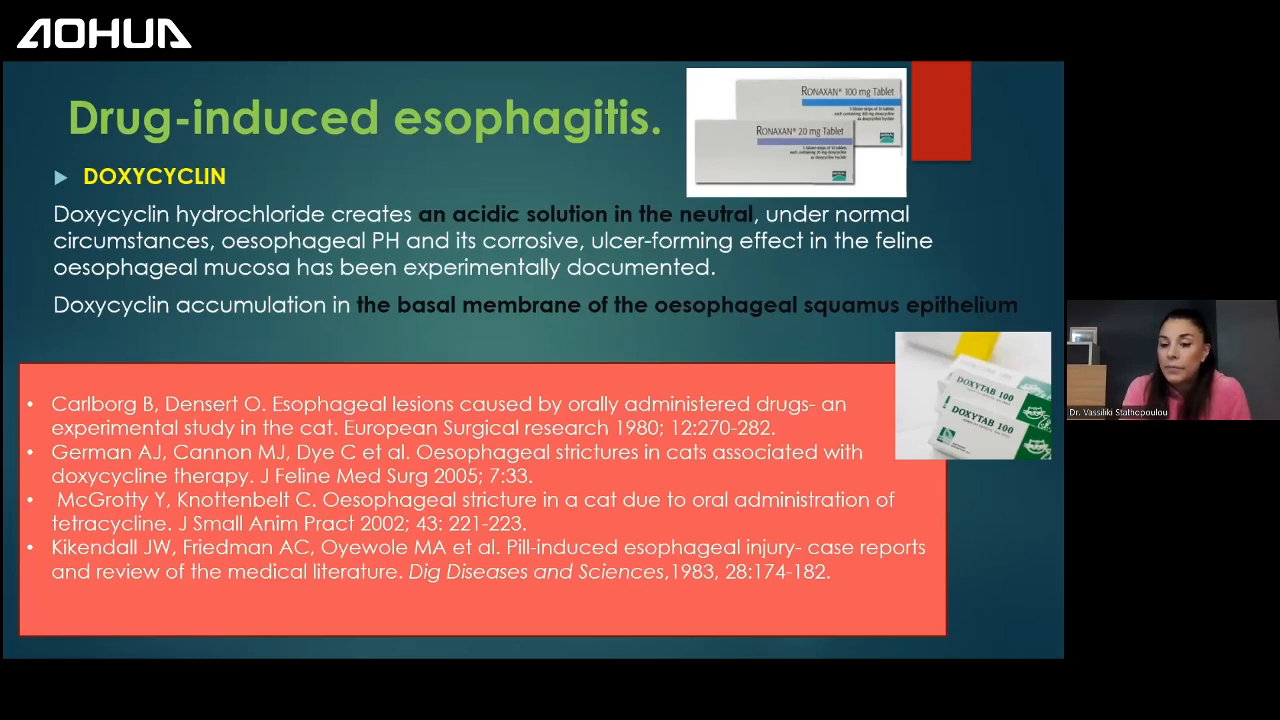 AOHUA
Drug-induced esophagitis.
RONAXAN® 100 mg Tablet
RONAXAN® 20 mg Tablet
DOXYCYCLIN
Doxycyclin hydrochloride creates an acidic solution in the neutral, under normal
circumstances, oesophageal PH and its corrosive, ulcer-forming effect in the feline
oesophageal mucosa has been experimentally documented.
Doxycyclin accumulation in the basal membrane of the oesophageal squamus epithelium
DOXYTAB 100
DOXYTAB 100
• Carlborg B, Densert O. Esophageal lesions caused by orally administered drugs- an
experimental study in the cat. European Surgical research 1980; 12:270-282.
• German AJ, Cannon MJ, Dye C et al. Oesophageal strictures in cats associated with
doxycycline therapy. J Feline Med Surg 2005; 7:33.
• McGrotty Y, Knottenbelt C. Oesophageal stricture in a cat due to oral administration of
tetracycline. J Small Anim Pract 2002; 43: 221-223.
• Kikendall JW, Friedman AC, Oyewole MA et al. Pill-induced esophageal injury- case reports
and review of the medical literature. Dig Diseases and Sciences,1983, 28:174-182.
Dr. Vassiliki Stathopoulou